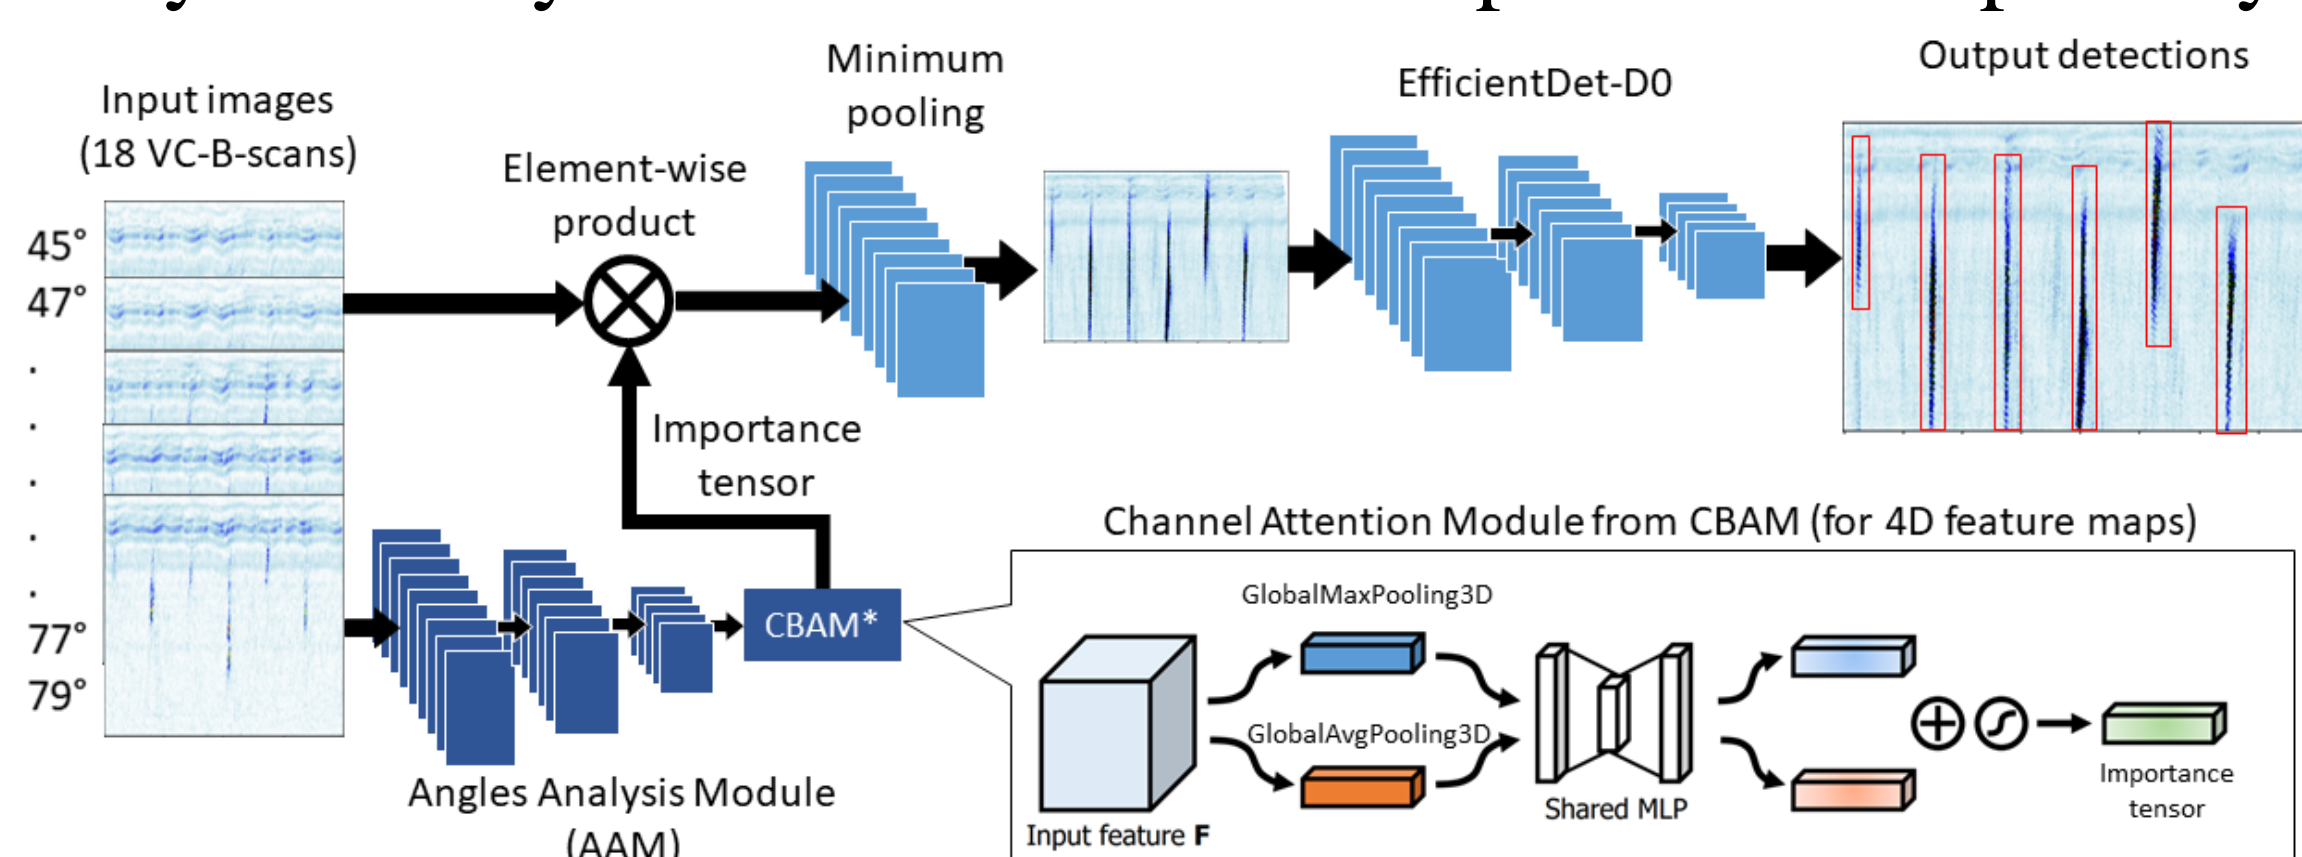 Input images
(18 VC-B-scans)
45°
47°
.
.
.
.
.
77°
79°
Element-wise
product
Minimum
pooling
EfficientDet-D0
Output detections
Importance
tensor
CBAM*
Angles Analysis Module
(AAM)
Channel Attention Module from CBAM (for 4D feature maps)
GlobalMaxPooling3D
GlobalAvgPooling3D
Input feature F
Shared MLP
Importance
tensor